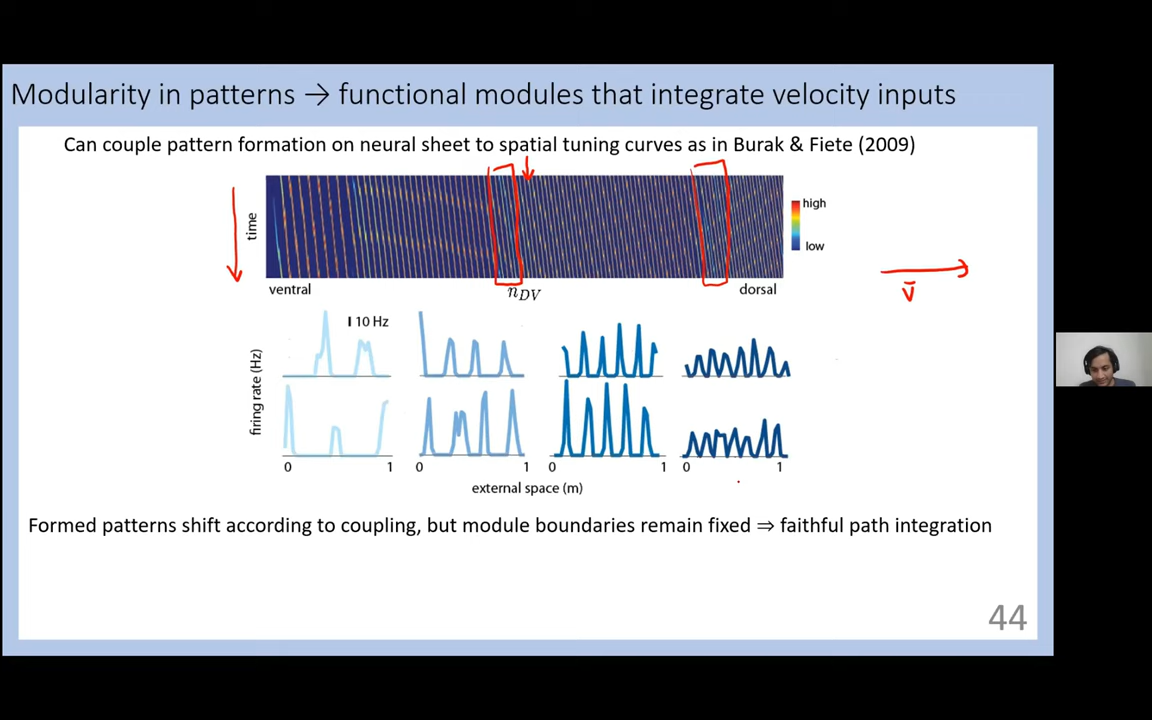 Modularity in patterns → functional modules that integrate velocity inputs
Can couple pattern formation on neural sheet to spatial tuning curves as in Burak & Fiete (2009)
time
high
low
ventral
n_DV
dorsal
v̄
firing rate (Hz)
10 Hz
0 1 0 1 0 1 0 1
external space (m)
Formed patterns shift according to coupling, but module boundaries remain fixed ⇒ faithful path integration
44